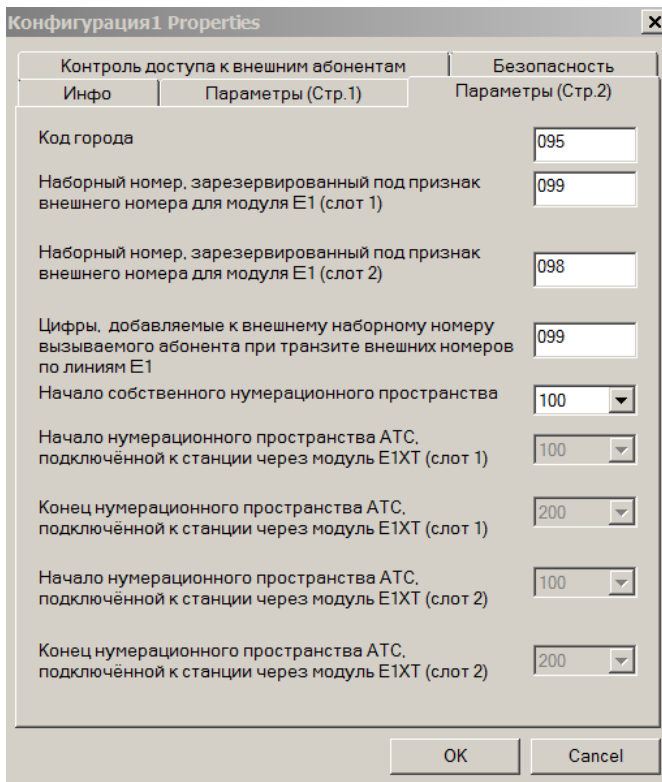 Конфигурация1 Properties
Контроль доступа к внешним абонентам
Безопасность
Инфо
Параметры (Стр.1)
Параметры (Стр.2)
Код города
095
Наборный номер, зарезервированный под признак
внешнего номера для модуля E1 (слот 1)
099
Наборный номер, зарезервированный под признак
внешнего номера для модуля E1 (слот 2)
098
Цифры, добавляемые к внешнему наборному номеру
вызываемого абонента при транзите внешних номеров
по линиям E1
099
Начало собственного нумерационного пространства
100
Начало нумерационного пространства АТС,
подключённой к станции через модуль E1XT (слот 1)
100
Конец нумерационного пространства АТС,
подключённой к станции через модуль E1XT (слот 1)
200
Начало нумерационного пространства АТС,
подключённой к станции через модуль E1XT (слот 2)
100
Конец нумерационного пространства АТС,
подключённой к станции через модуль E1XT (слот 2)
200
OK
Cancel